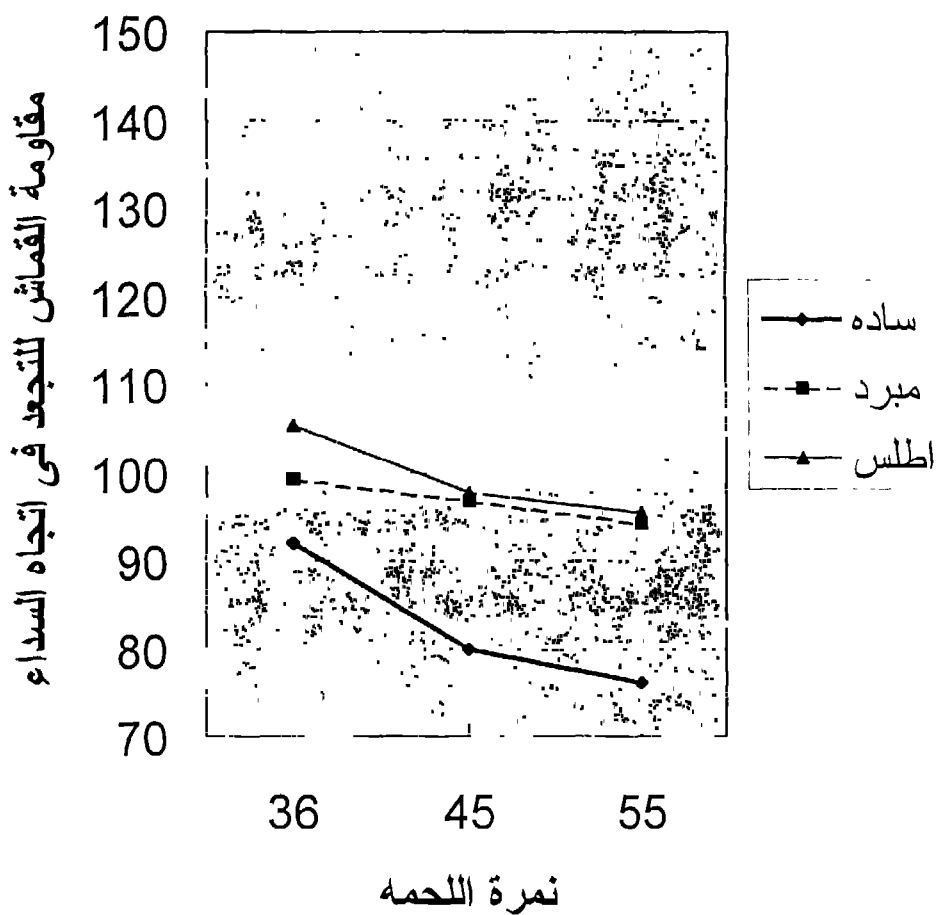 مقاومة القماش للتجعد فى اتجاه السداء
150
140
130
120
110
100
90
80
70
36 45 55
نمرة اللحمه
ساده
مبرد
اطلس